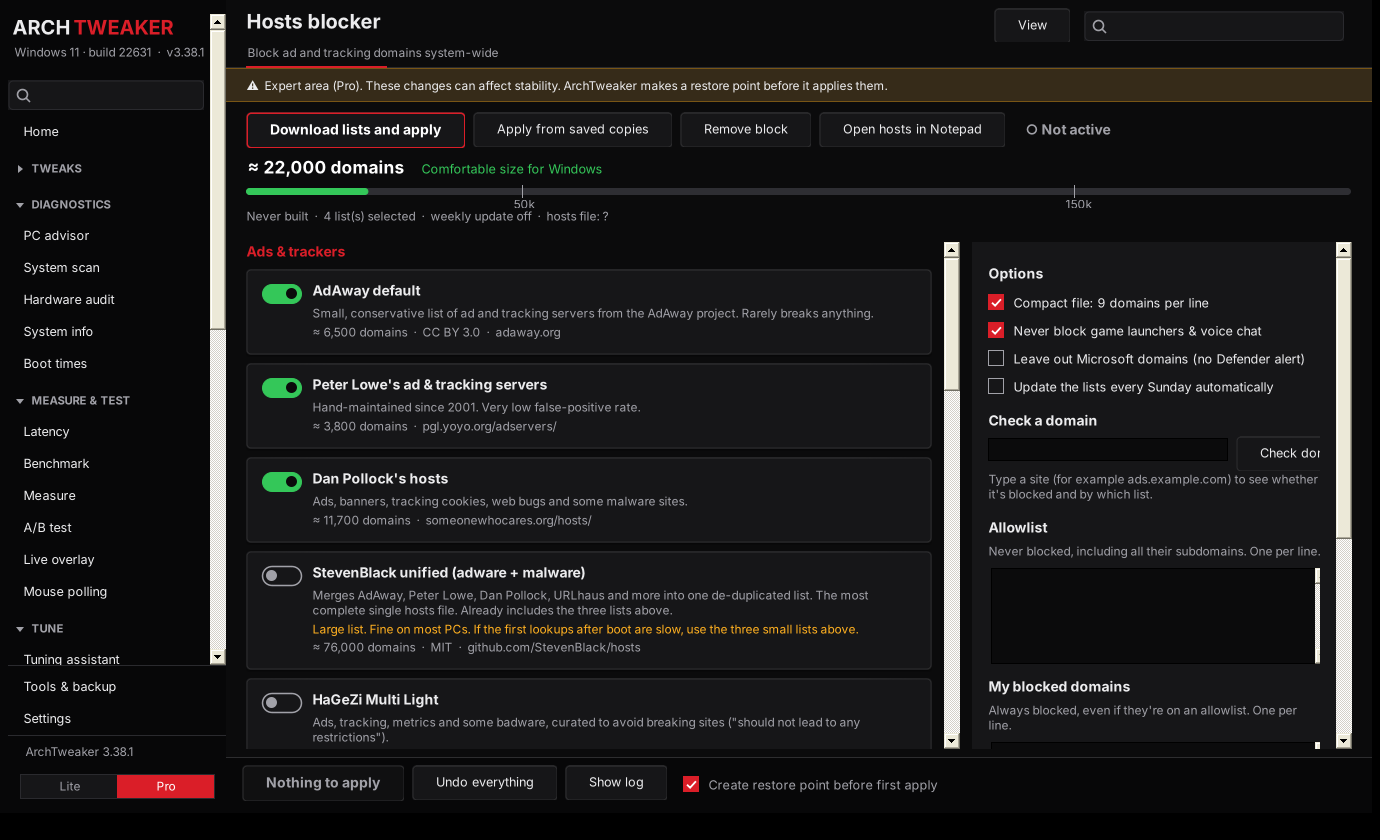 ARCH TWEAKER
Windows 11 · build 22631 · v3.38.1
Home
TWEAKS
DIAGNOSTICS
PC advisor
System scan
Hardware audit
System info
Boot times
MEASURE & TEST
Latency
Benchmark
Measure
A/B test
Live overlay
Mouse polling
TUNE
Tuning assistant
Tools & backup
Settings
ArchTweaker 3.38.1
Lite
Pro
Hosts blocker
Block ad and tracking domains system-wide
View
⚠ Expert area (Pro). These changes can affect stability. ArchTweaker makes a restore point before it applies them.
Download lists and apply
Apply from saved copies
Remove block
Open hosts in Notepad
Not active
≈ 22,000 domains
Comfortable size for Windows
50k
150k
Never built · 4 list(s) selected · weekly update off · hosts file: ?
Ads & trackers
AdAway default
Small, conservative list of ad and tracking servers from the AdAway project. Rarely breaks anything.
≈ 6,500 domains · CC BY 3.0 · adaway.org
Peter Lowe's ad & tracking servers
Hand-maintained since 2001. Very low false-positive rate.
≈ 3,800 domains · pgl.yoyo.org/adservers/
Dan Pollock's hosts
Ads, banners, tracking cookies, web bugs and some malware sites.
≈ 11,700 domains · someonewhocares.org/hosts/
StevenBlack unified (adware + malware)
Merges AdAway, Peter Lowe, Dan Pollock, URLhaus and more into one de-duplicated list. The most
complete single hosts file. Already includes the three lists above.
Large list. Fine on most PCs. If the first lookups after boot are slow, use the three small lists above.
≈ 76,000 domains · MIT · github.com/StevenBlack/hosts
HaGeZi Multi Light
Ads, tracking, metrics and some badware, curated to avoid breaking sites ("should not lead to any
restrictions").
Options
Compact file: 9 domains per line
Never block game launchers & voice chat
Leave out Microsoft domains (no Defender alert)
Update the lists every Sunday automatically
Check a domain
Check dor
Type a site (for example ads.example.com) to see whether
it's blocked and by which list.
Allowlist
Never blocked, including all their subdomains. One per line.
My blocked domains
Always blocked, even if they're on an allowlist. One per
line.
Nothing to apply
Undo everything
Show log
Create restore point before first apply